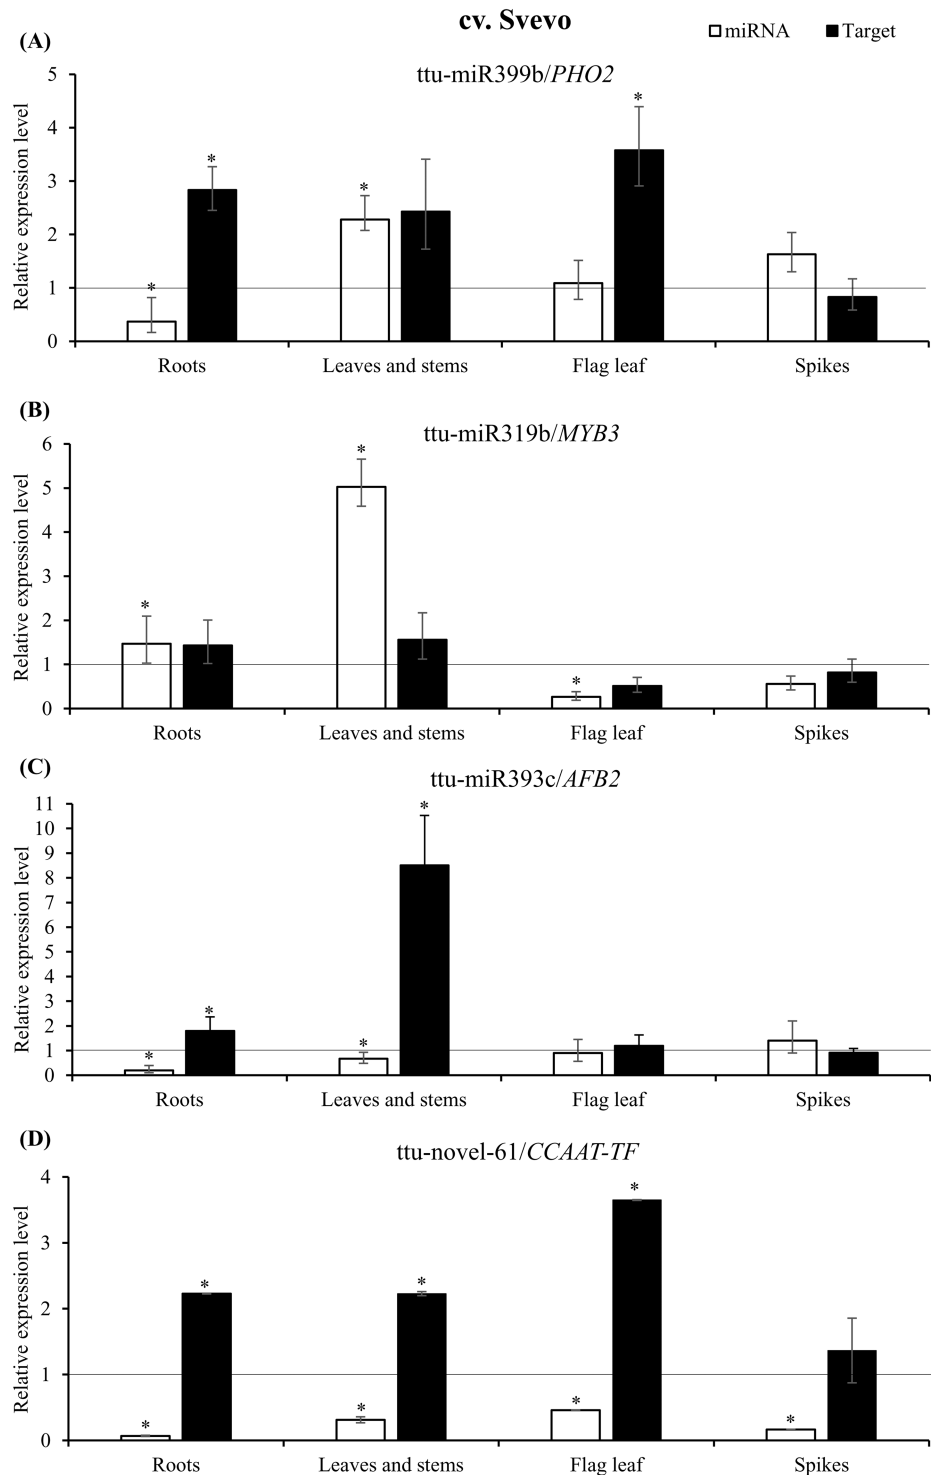 cv. Svevo
miRNA Target
(A)
ttu-miR399b/PHO2
Relative expression level
5
4
3
2
1
0
* * * *
Roots Leaves and stems Flag leaf Spikes
(B)
ttu-miR319b/MYB3
Relative expression level
6
5
4
3
2
1
0
* * *
Roots Leaves and stems Flag leaf Spikes
(C)
ttu-miR393c/AFB2
Relative expression level
11
10
9
8
7
6
5
4
3
2
1
0
* * * *
Roots Leaves and stems Flag leaf Spikes
(D)
ttu-novel-61/CCAAT-TF
Relative expression level
4
3
2
1
0
* * * * * * *
Roots Leaves and stems Flag leaf Spikes